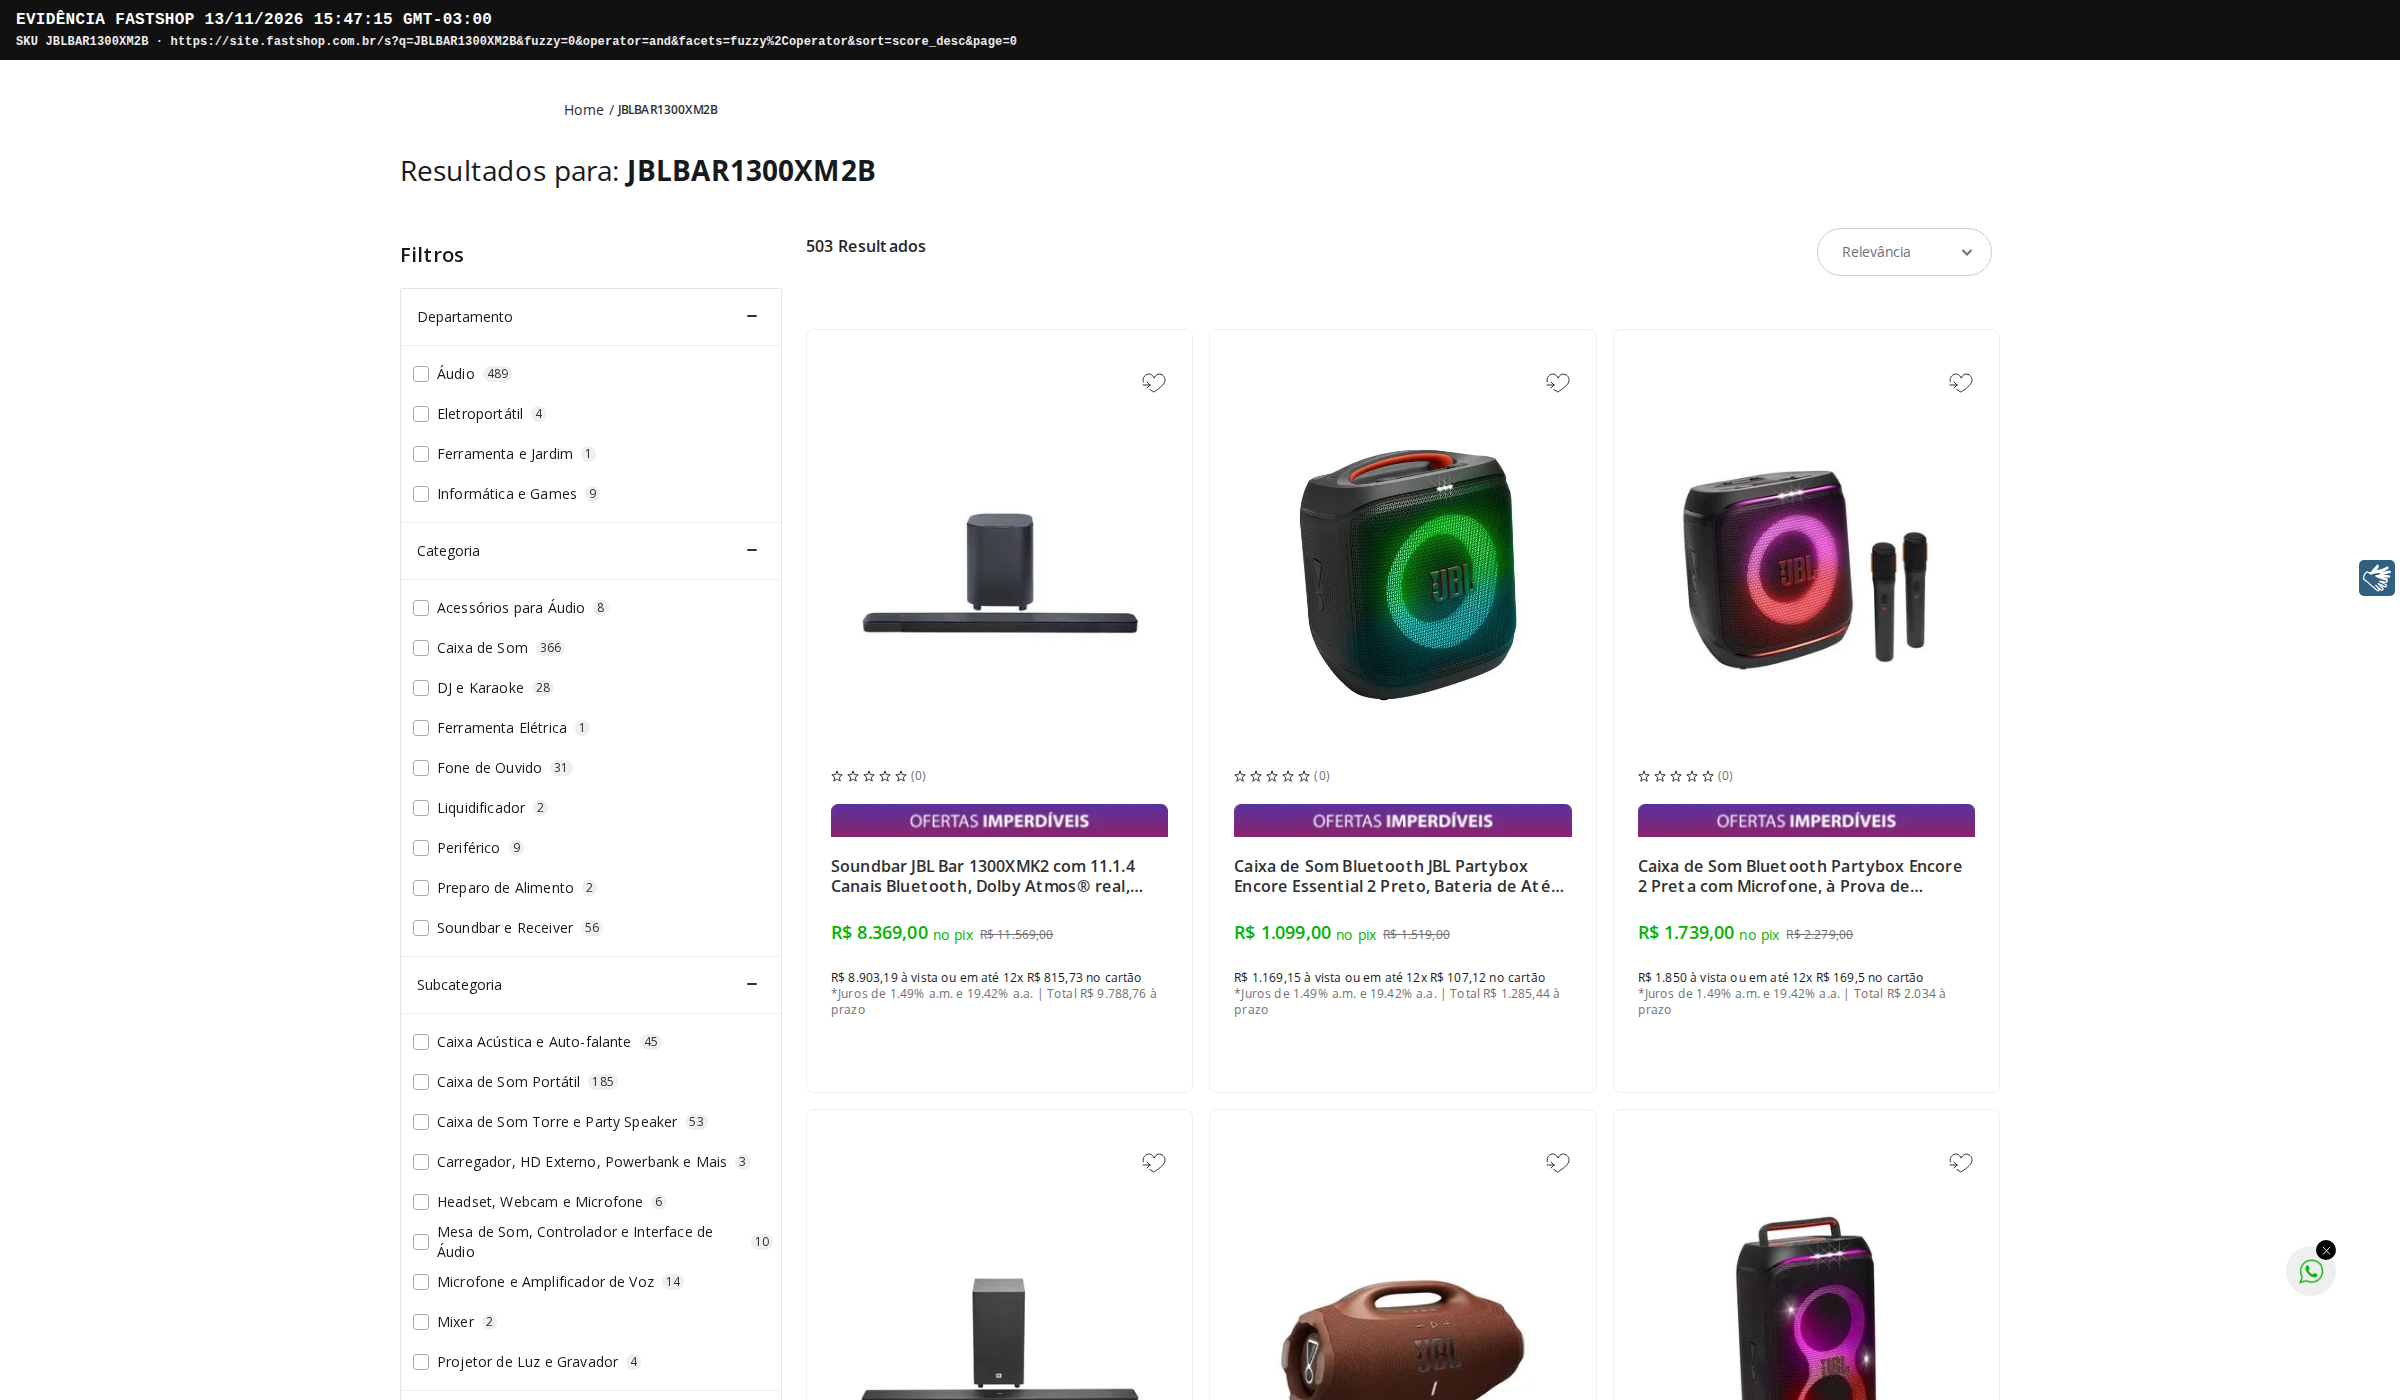 EVIDÊNCIA FASTSHOP 13/11/2026 15:47:15 GMT-03:00
SKU JBLBAR1300XM2B · https://site.fastshop.com.br/s?q=JBLBAR1300XM2B&fuzzy=0&operator=and&facets=fuzzy%2Coperator&sort=score_desc&page=0
Home / JBLBAR1300XM2B
Resultados para: JBLBAR1300XM2B
Filtros
503 Resultados
Relevância
Departamento
Áudio 489
Eletroportátil 4
Ferramenta e Jardim 1
Informática e Games 9
Categoria
Acessórios para Áudio 8
Caixa de Som 366
DJ e Karaoke 28
Ferramenta Elétrica 1
Fone de Ouvido 31
Liquidificador 2
Periférico 9
Preparo de Alimento 2
Soundbar e Receiver 56
Subcategoria
Caixa Acústica e Auto-falante 45
Caixa de Som Portátil 185
Caixa de Som Torre e Party Speaker 53
Carregador, HD Externo, Powerbank e Mais 3
Headset, Webcam e Microfone 6
Mesa de Som, Controlador e Interface de
Áudio 10
Microfone e Amplificador de Voz 14
Mixer 2
Projetor de Luz e Gravador 4
(0)
OFERTAS IMPERDÍVEIS
Soundbar JBL Bar 1300XMK2 com 11.1.4
Canais Bluetooth, Dolby Atmos® real,...
R$ 8.369,00 no pix R$ 11.569,00
R$ 8.903,19 à vista ou em até 12x R$ 815,73 no cartão
*Juros de 1.49% a.m. e 19.42% a.a. | Total R$ 9.788,76 à
prazo
JBL
(0)
OFERTAS IMPERDÍVEIS
Caixa de Som Bluetooth JBL Partybox
Encore Essential 2 Preto, Bateria de Até...
R$ 1.099,00 no pix R$ 1.519,00
R$ 1.169,15 à vista ou em até 12x R$ 107,12 no cartão
*Juros de 1.49% a.m. e 19.42% a.a. | Total R$ 1.285,44 à
prazo
JBL
(0)
OFERTAS IMPERDÍVEIS
Caixa de Som Bluetooth Partybox Encore
2 Preta com Microfone, à Prova de...
R$ 1.739,00 no pix R$ 2.279,00
R$ 1.850 à vista ou em até 12x R$ 169,5 no cartão
*Juros de 1.49% a.m. e 19.42% a.a. | Total R$ 2.034 à
prazo
JBL
JBL